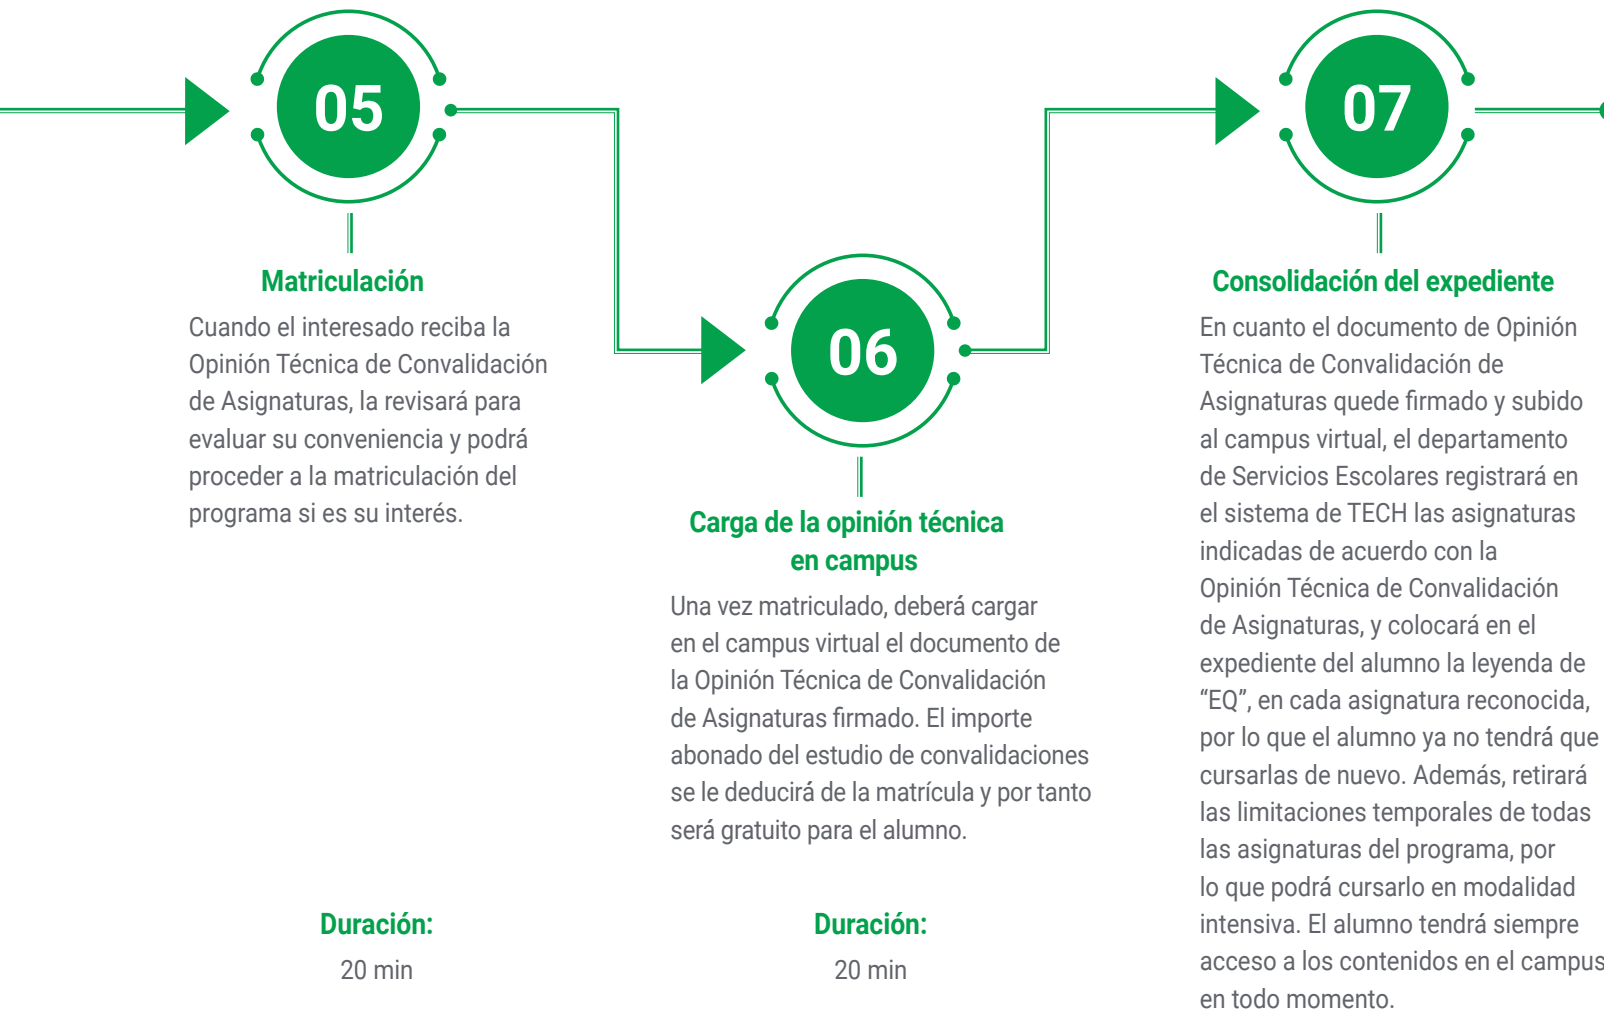 05
Matriculación
Cuando el interesado reciba la
Opinión Técnica de Convalidación
de Asignaturas, la revisará para
evaluar su conveniencia y podrá
proceder a la matriculación del
programa si es su interés.
Duración:
20 min
06
Carga de la opinión técnica
en campus
Una vez matriculado, deberá cargar
en el campus virtual el documento de
la Opinión Técnica de Convalidación
de Asignaturas firmado. El importe
abonado del estudio de convalidaciones
se le deducirá de la matrícula y por tanto
será gratuito para el alumno.
Duración:
20 min
07
Consolidación del expediente
En cuanto el documento de Opinión
Técnica de Convalidación de
Asignaturas quede firmado y subido
al campus virtual, el departamento
de Servicios Escolares registrará en
el sistema de TECH las asignaturas
indicadas de acuerdo con la
Opinión Técnica de Convalidación
de Asignaturas, y colocará en el
expediente del alumno la leyenda de
“EQ”, en cada asignatura reconocida,
por lo que el alumno ya no tendrá que
cursarlas de nuevo. Además, retirará
las limitaciones temporales de todas
las asignaturas del programa, por
lo que podrá cursarlo en modalidad
intensiva. El alumno tendrá siempre
acceso a los contenidos en el campus
en todo momento.